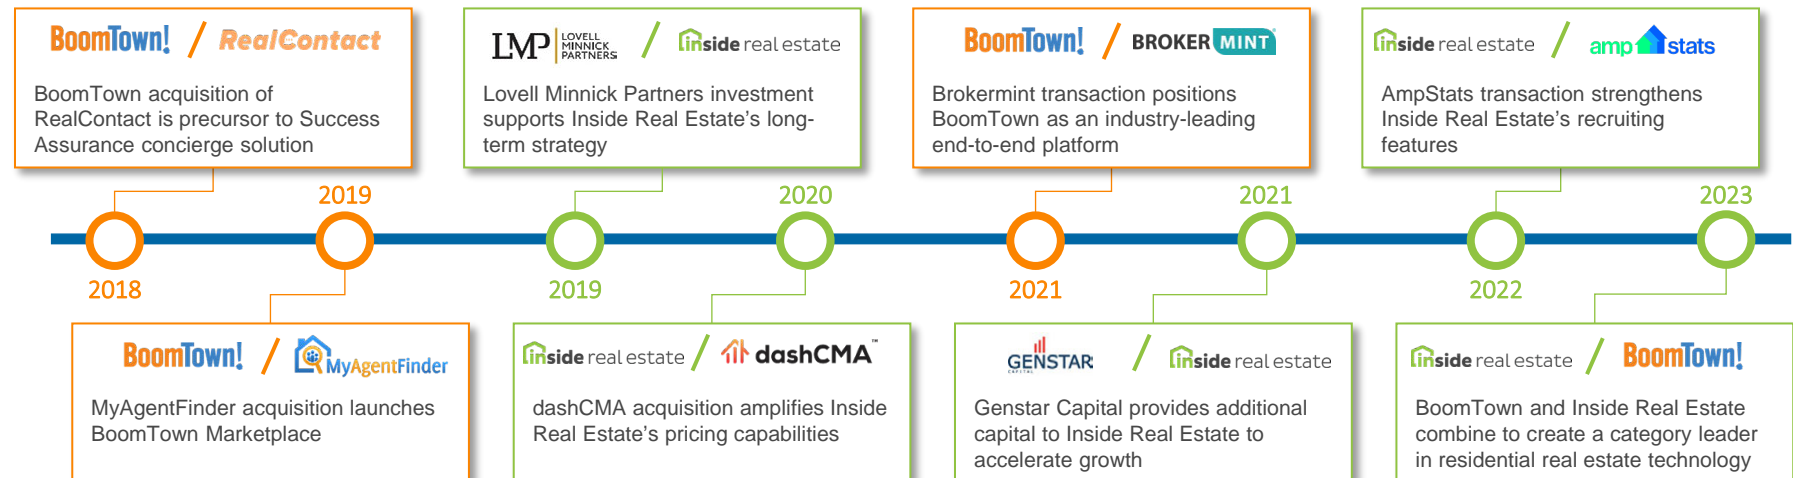 BoomTown! / RealContact
BoomTown acquisition of
RealContact is precursor to Success
Assurance concierge solution
LMP LOVELL
MINNICK
PARTNERS / inside real estate
Lovell Minnick Partners investment
supports Inside Real Estate's long-
term strategy
BoomTown! / BROKER MINT
Brokermint transaction positions
BoomTown as an industry-leading
end-to-end platform
inside real estate / amp stats
AmpStats transaction strengthens
Inside Real Estate's recruiting
features
2019
2020
2021
2023
2018
2019
2021
2022
BoomTown! / MyAgentFinder
MyAgentFinder acquisition launches
BoomTown Marketplace
inside real estate / dashCMA™
dashCMA acquisition amplifies Inside
Real Estate's pricing capabilities
GENSTAR
CAPITAL / inside real estate
Genstar Capital provides additional
capital to Inside Real Estate to
accelerate growth
inside real estate / BoomTown!
BoomTown and Inside Real Estate
combine to create a category leader
in residential real estate technology